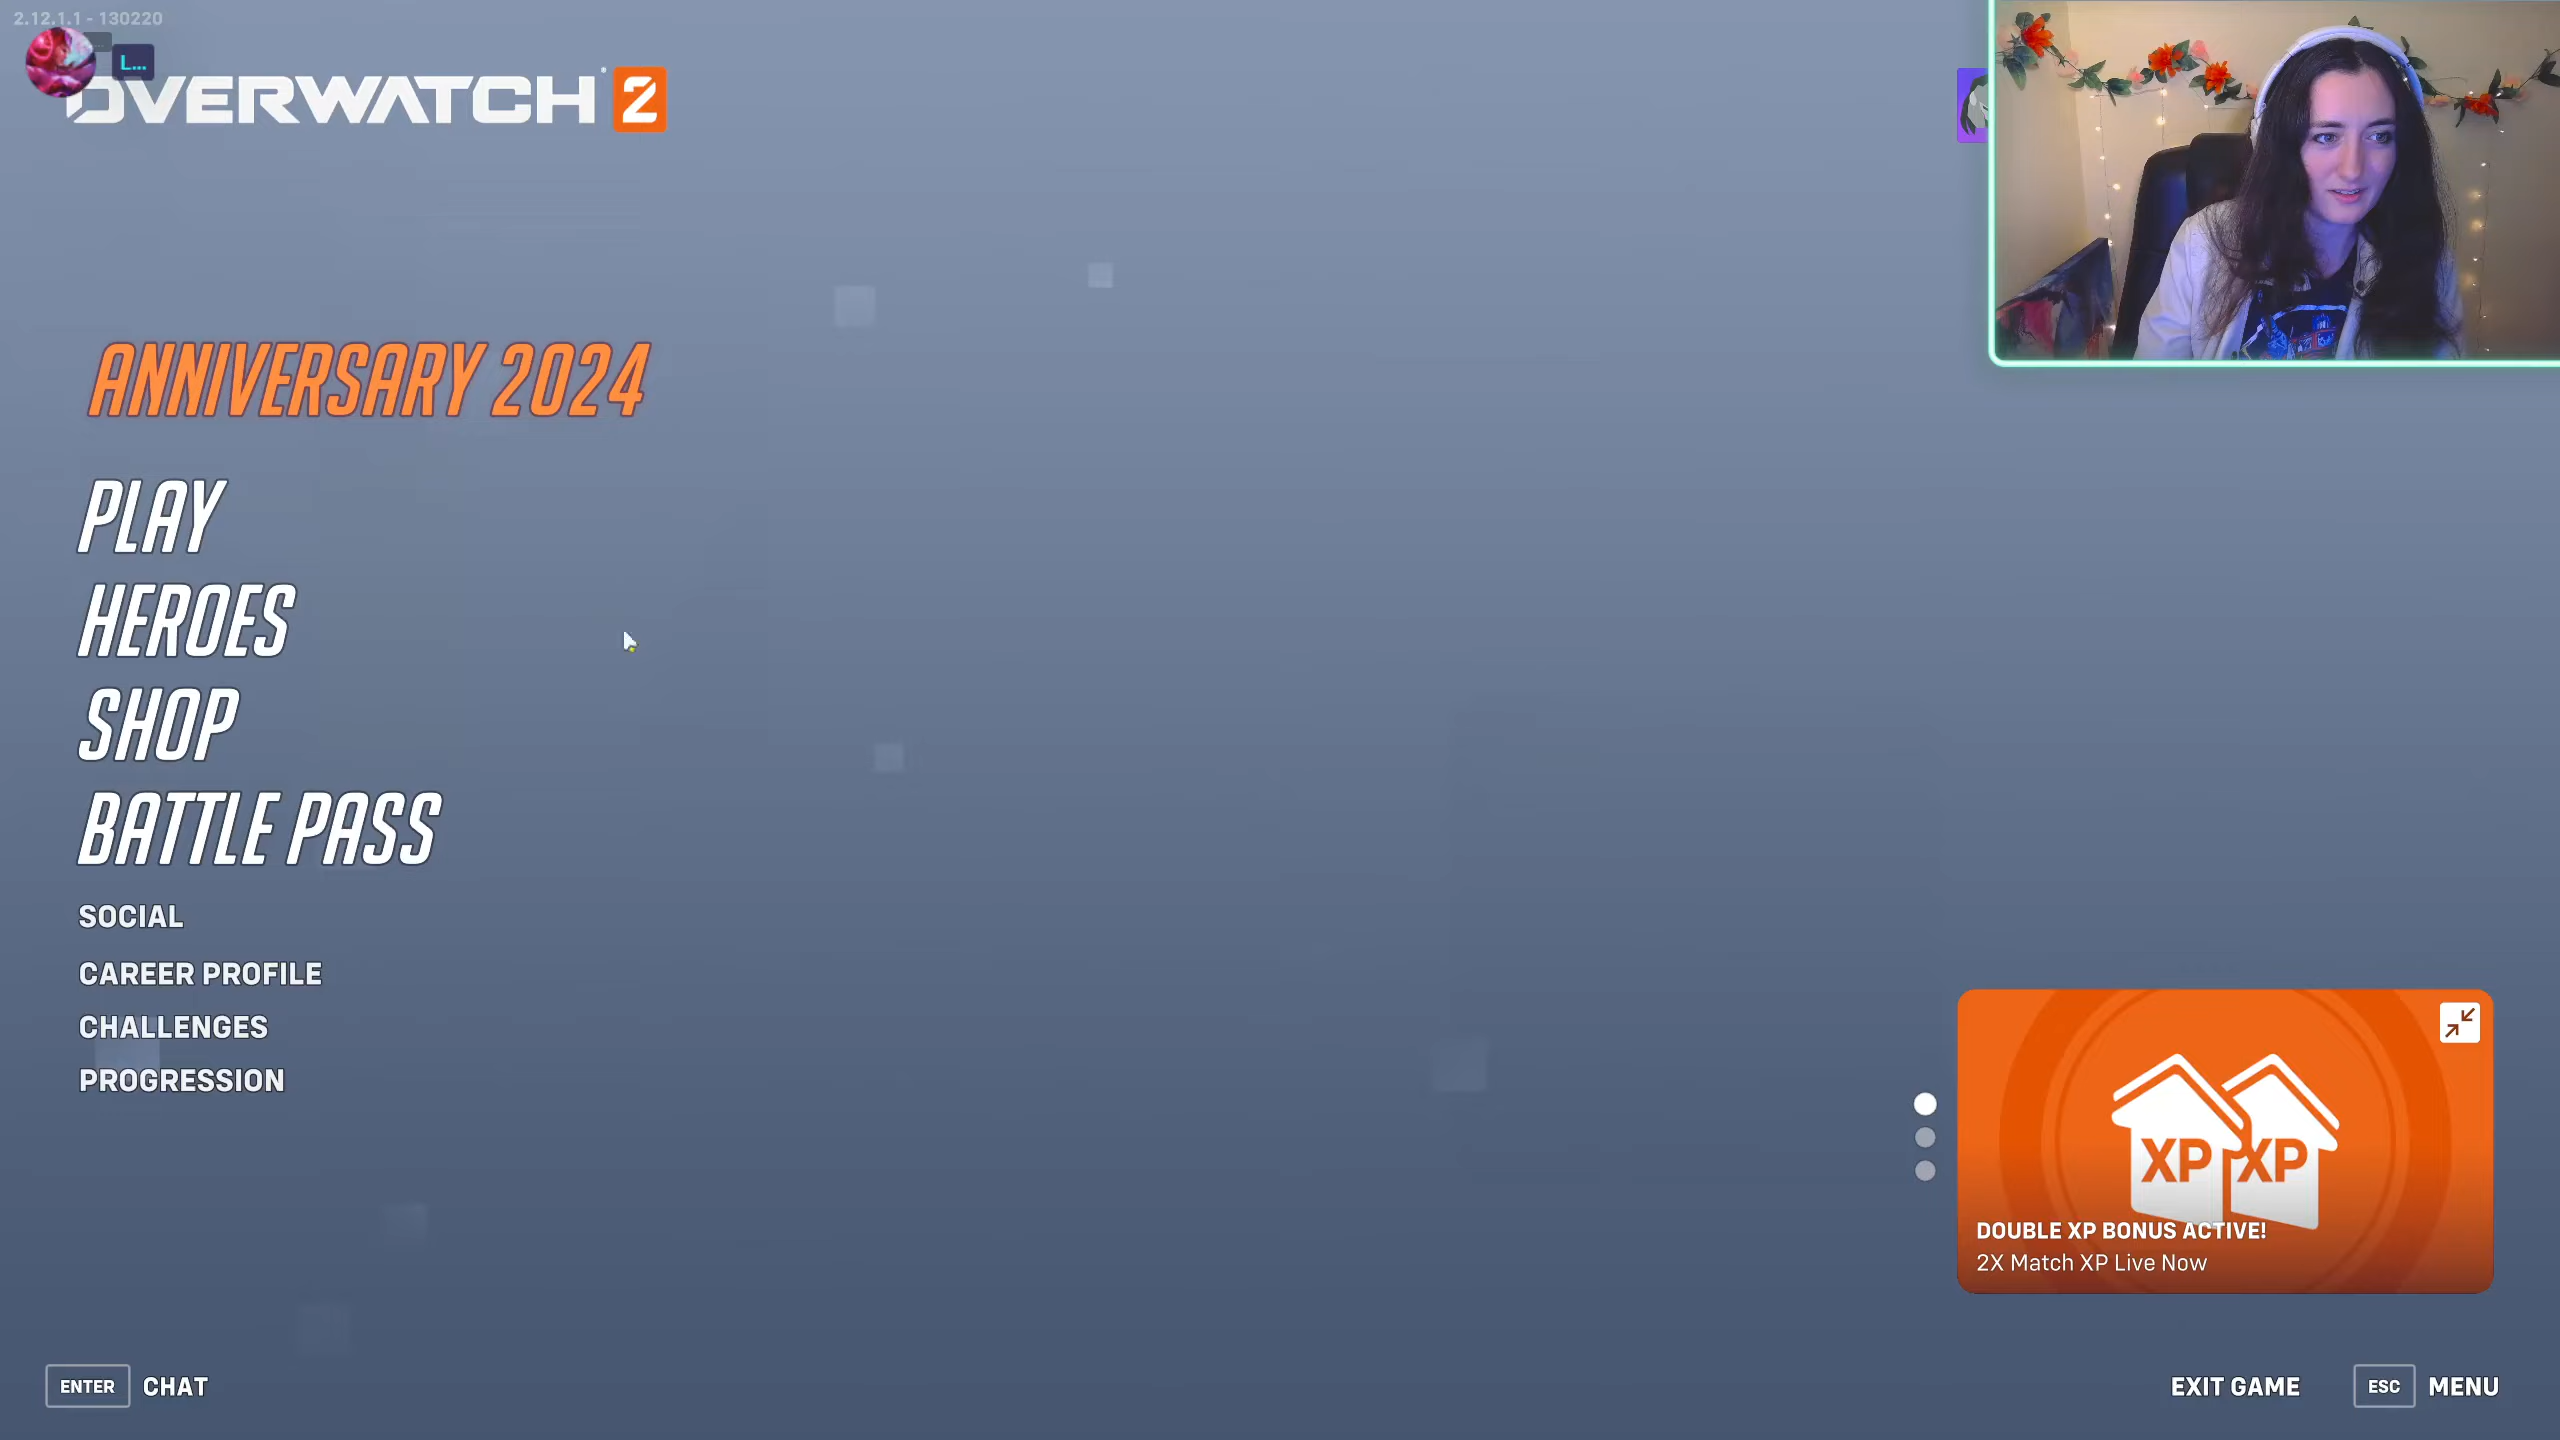 2.12.1.1 - 130220
L...
OVERWATCH 2
ANNIVERSARY 2024
PLAY
HEROES
SHOP
BATTLE PASS
SOCIAL
CAREER PROFILE
CHALLENGES
PROGRESSION
XP XP
DOUBLE XP BONUS ACTIVE!
2X Match XP Live Now
ENTER CHAT
EXIT GAME ESC MENU